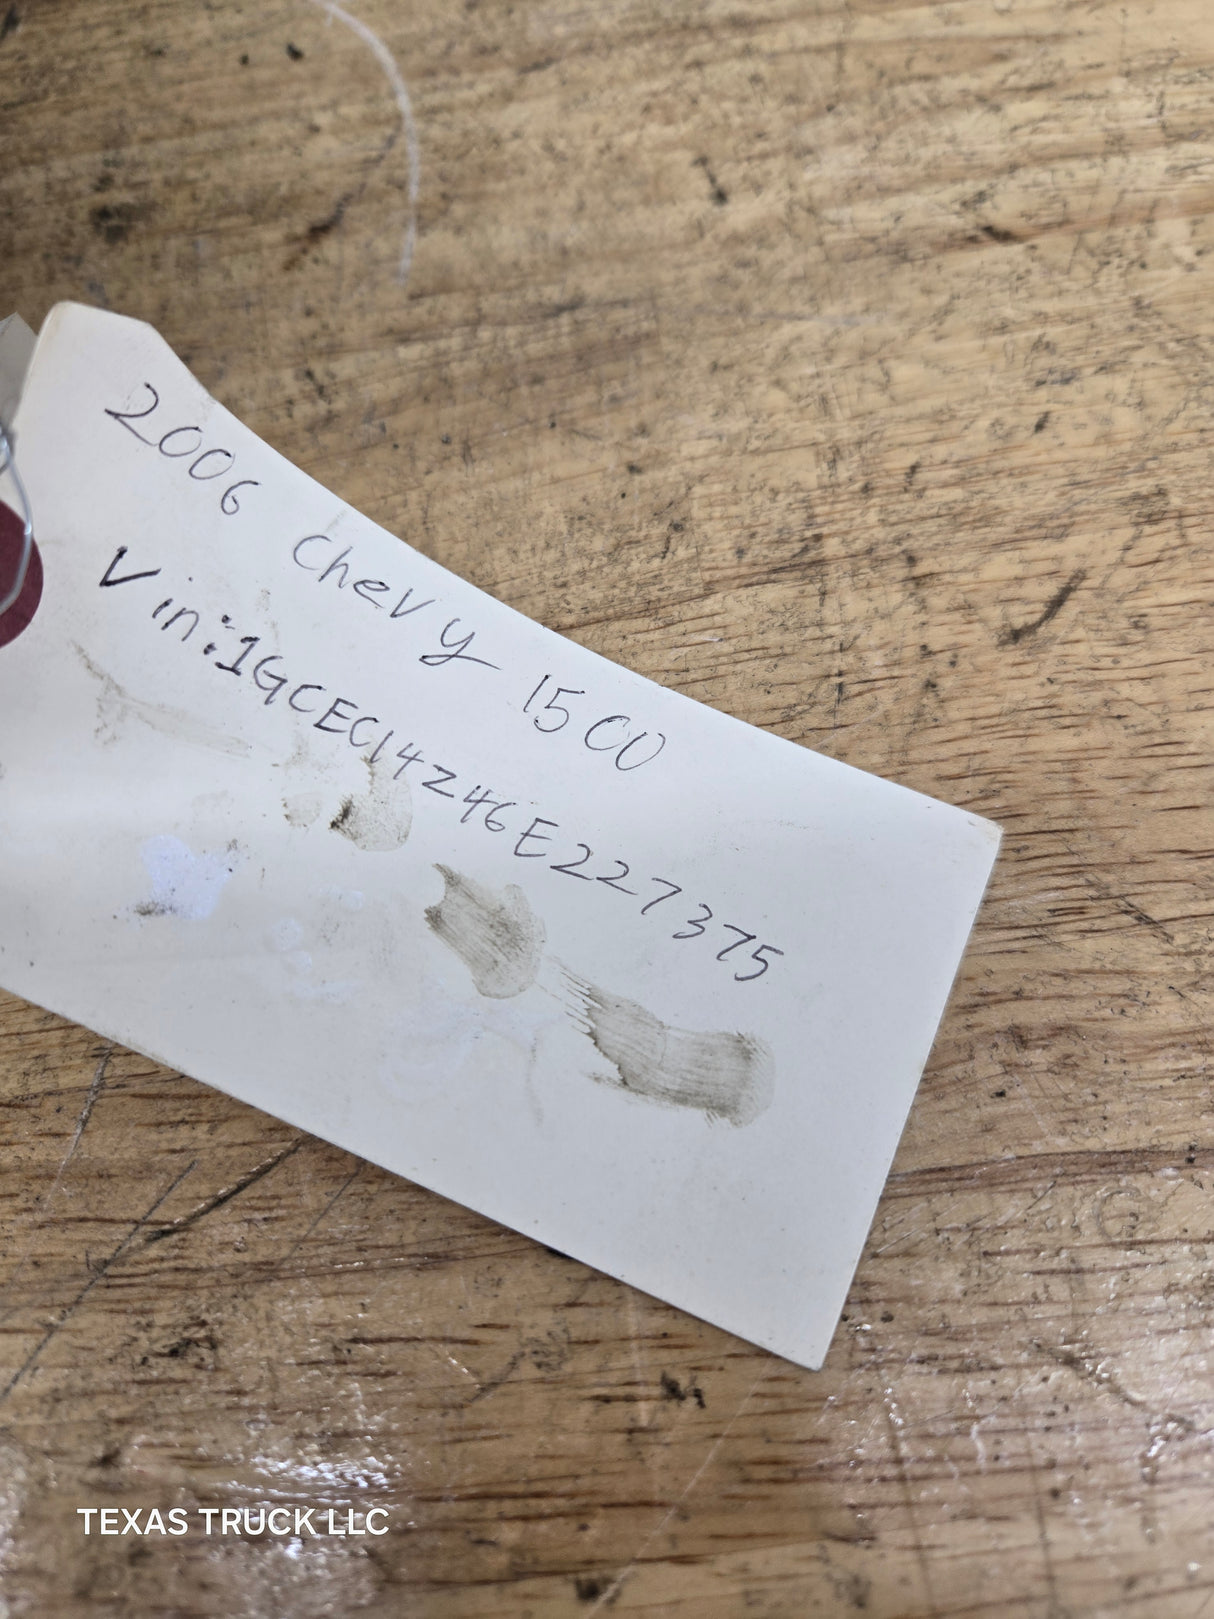 2006 Chevy 1500
Vin:1GCEC14Z46E227375
TEXAS TRUCK LLC